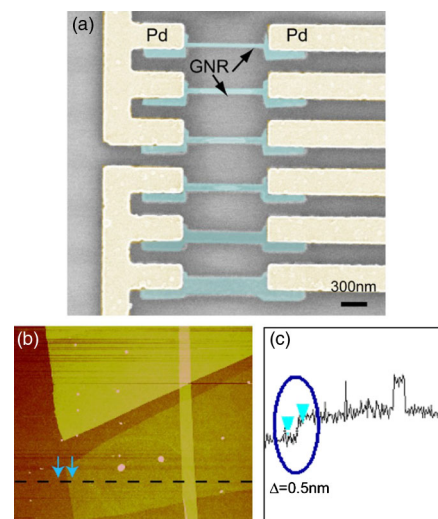 (a)
Pd
Pd
GNR
300nm
(b)
(c)
Δ=0.5nm